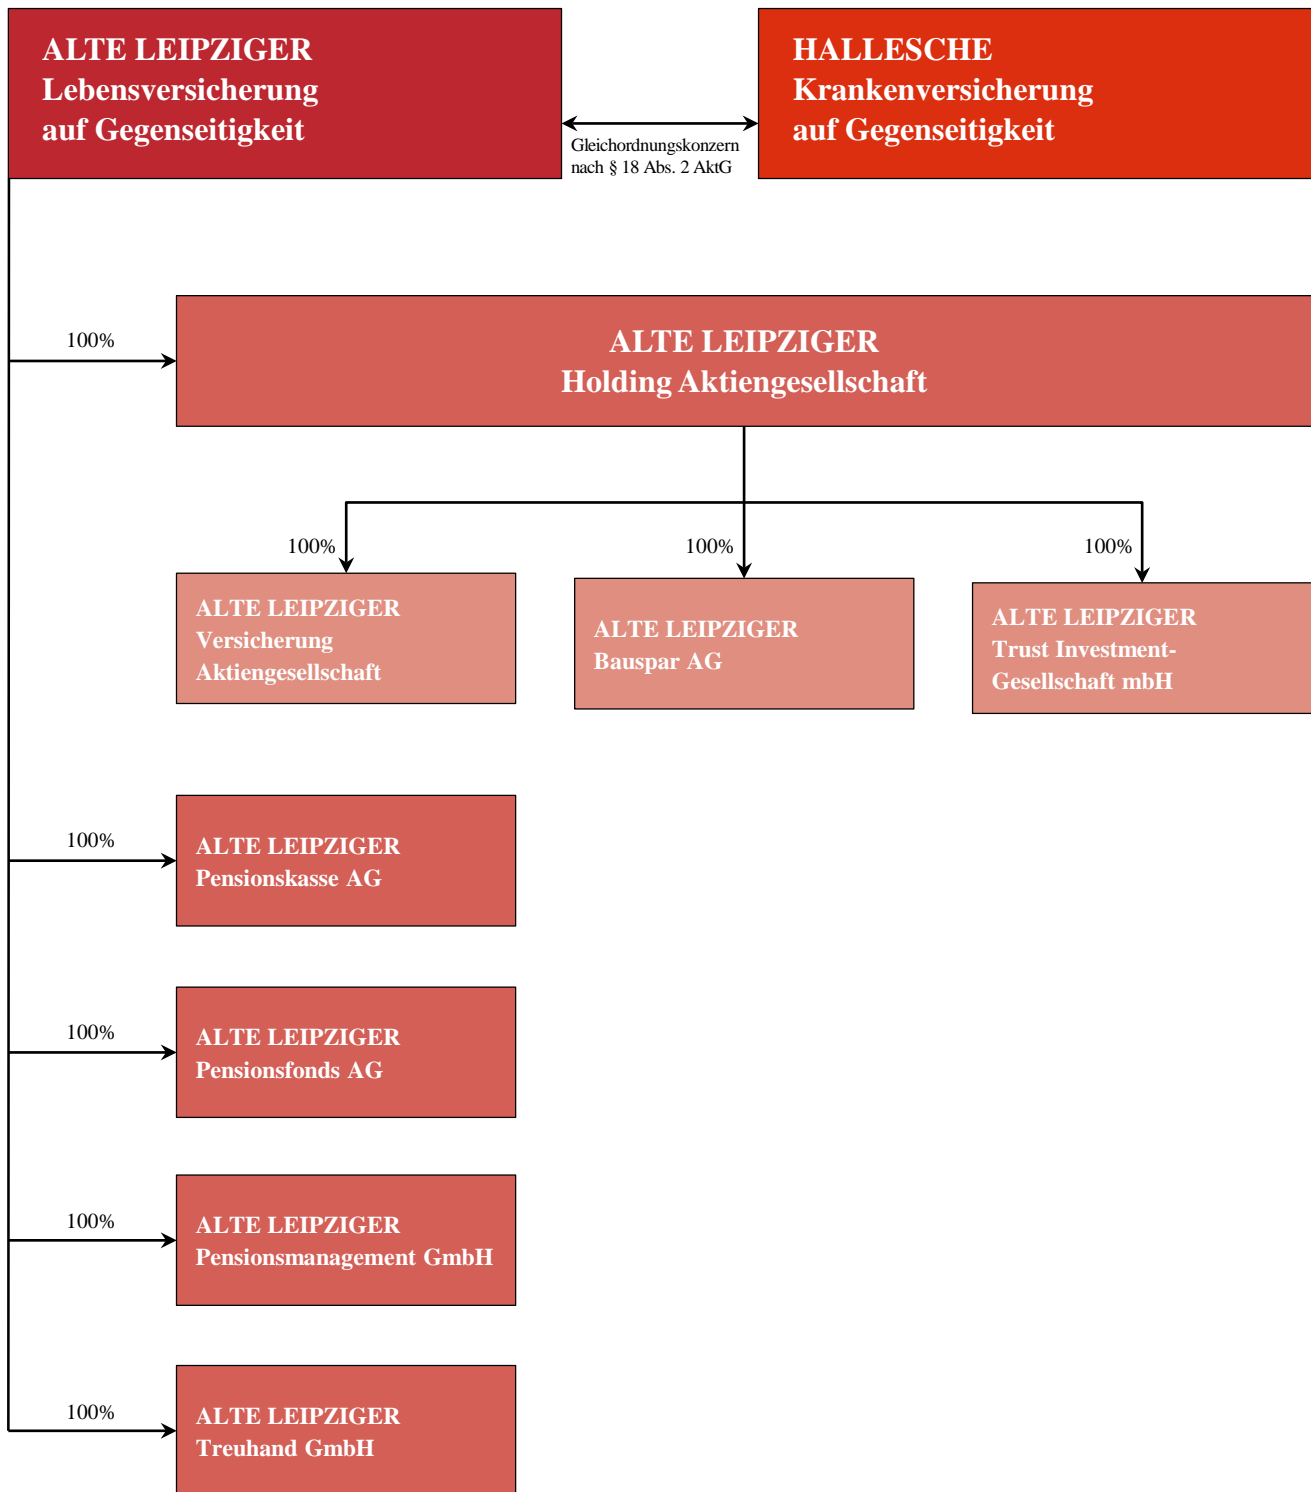 ALTE LEIPZIGER
Lebensversicherung
auf Gegenseitigkeit
HALLESCHE
Krankenversicherung
auf Gegenseitigkeit
Gleichordnungskonzern
nach § 18 Abs. 2 AktG
100%
ALTE LEIPZIGER
Holding Aktiengesellschaft
100%
100%
100%
ALTE LEIPZIGER
Versicherung
Aktiengesellschaft
ALTE LEIPZIGER
Bauspar AG
ALTE LEIPZIGER
Trust Investment-
Gesellschaft mbH
100%
ALTE LEIPZIGER
Pensionskasse AG
100%
ALTE LEIPZIGER
Pensionsfonds AG
100%
ALTE LEIPZIGER
Pensionsmanagement GmbH
100%
ALTE LEIPZIGER
Treuhand GmbH